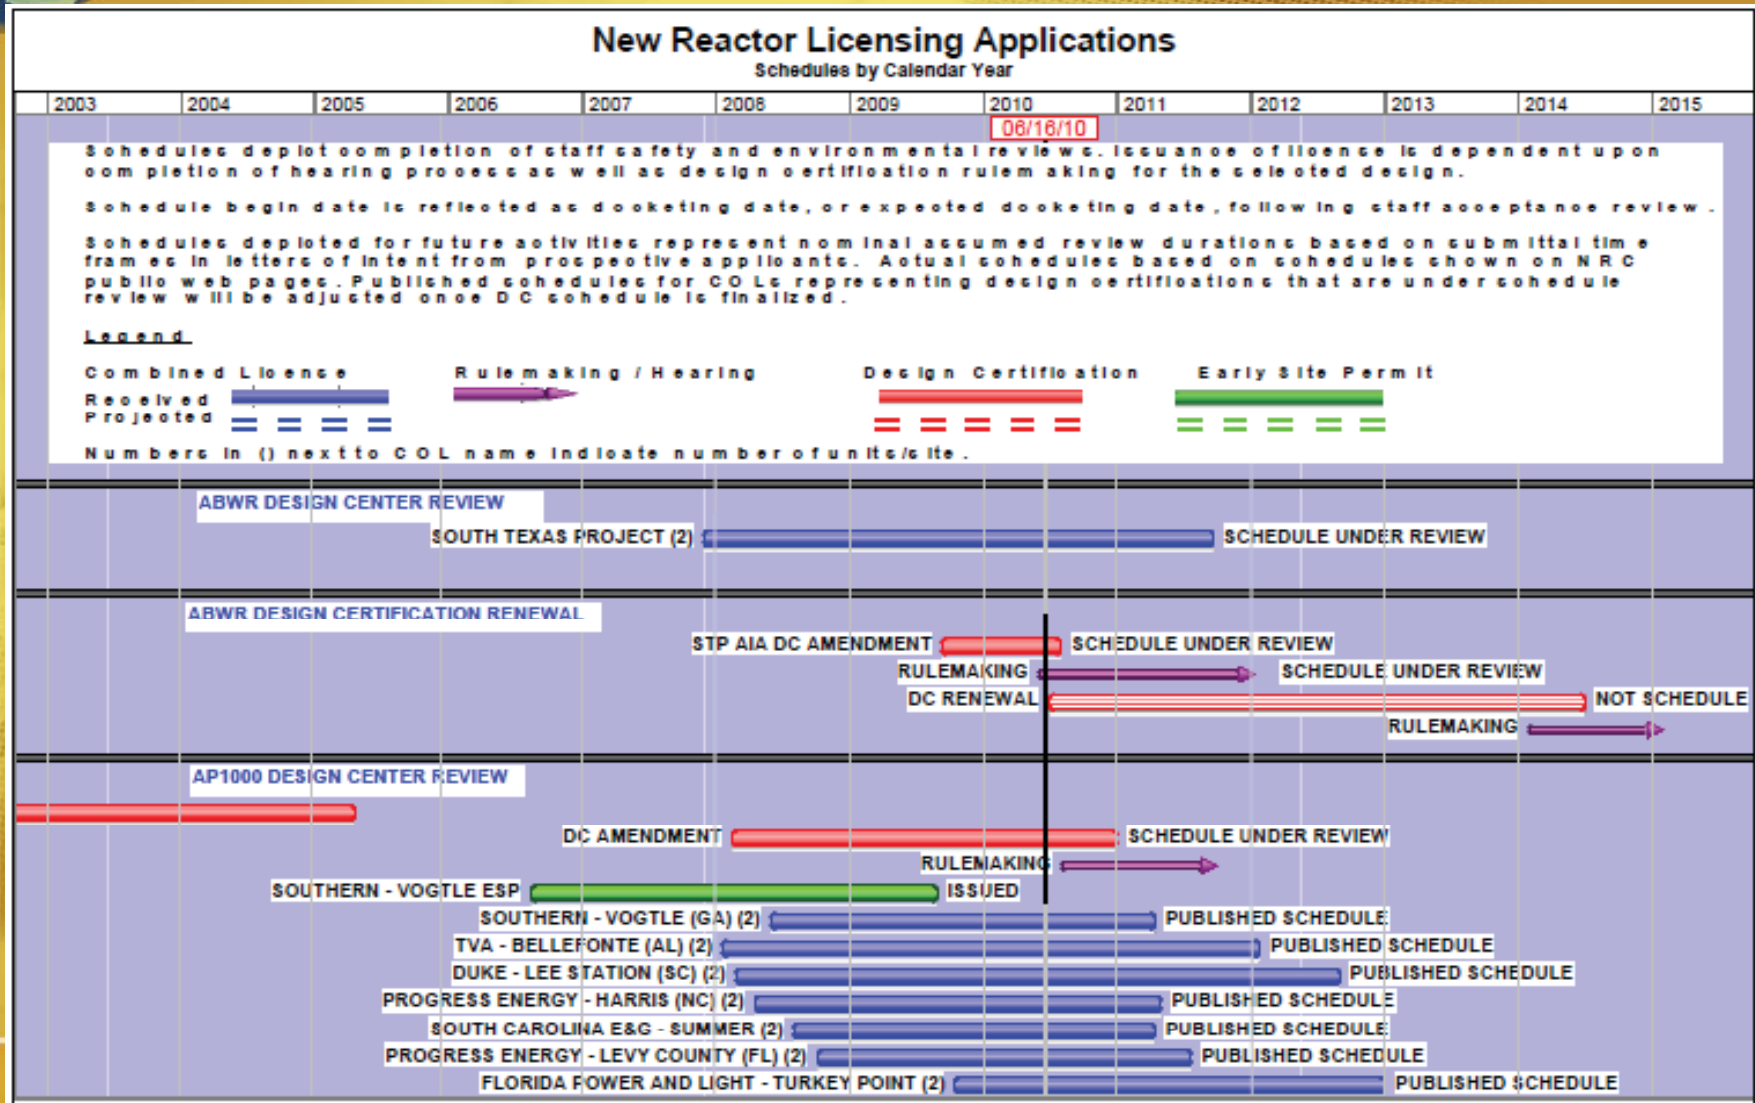 New Reactor Licensing Applications
Schedules by Calendar Year
2003 2004 2005 2006 2007 2008 2009 2010 2011 2012 2013 2014 2015
06/16/10
Schedules depict completion of staff safety and environmental reviews. Issuance of license is dependent upon
completion of hearing process as well as design certification rulemaking for the selected design.
Schedule begin date is reflected as docketing date, or expected docketing date, following staff acceptance review.
Schedules depicted for future activities represent nominal assumed review durations based on submittal time
frames in letters of intent from prospective applicants. Actual schedules based on schedules shown on NRC
public web pages. Published schedules for COLs representing design certifications that are under schedule
review will be adjusted once DC schedule is finalized.
Legend
Combined License Rulemaking / Hearing Design Certification Early Site Permit
Received
Projected
Numbers in () next to COL name indicate number of units/site.
ABWR DESIGN CENTER REVIEW
SOUTH TEXAS PROJECT (2) SCHEDULE UNDER REVIEW
ABWR DESIGN CERTIFICATION RENEWAL
STP AIA DC AMENDMENT SCHEDULE UNDER REVIEW
RULEMAKING SCHEDULE UNDER REVIEW
DC RENEWAL NOT SCHEDULE
RULEMAKING
AP1000 DESIGN CENTER REVIEW
DC AMENDMENT SCHEDULE UNDER REVIEW
RULEMAKING
SOUTHERN - VOGTLE ESP ISSUED
SOUTHERN - VOGTLE (GA) (2) PUBLISHED SCHEDULE
TVA - BELLEFONTE (AL) (2) PUBLISHED SCHEDULE
DUKE - LEE STATION (SC) (2) PUBLISHED SCHEDULE
PROGRESS ENERGY - HARRIS (NC) (2) PUBLISHED SCHEDULE
SOUTH CAROLINA E&G - SUMMER (2) PUBLISHED SCHEDULE
PROGRESS ENERGY - LEVY COUNTY (FL) (2) PUBLISHED SCHEDULE
FLORIDA POWER AND LIGHT - TURKEY POINT (2) PUBLISHED SCHEDULE